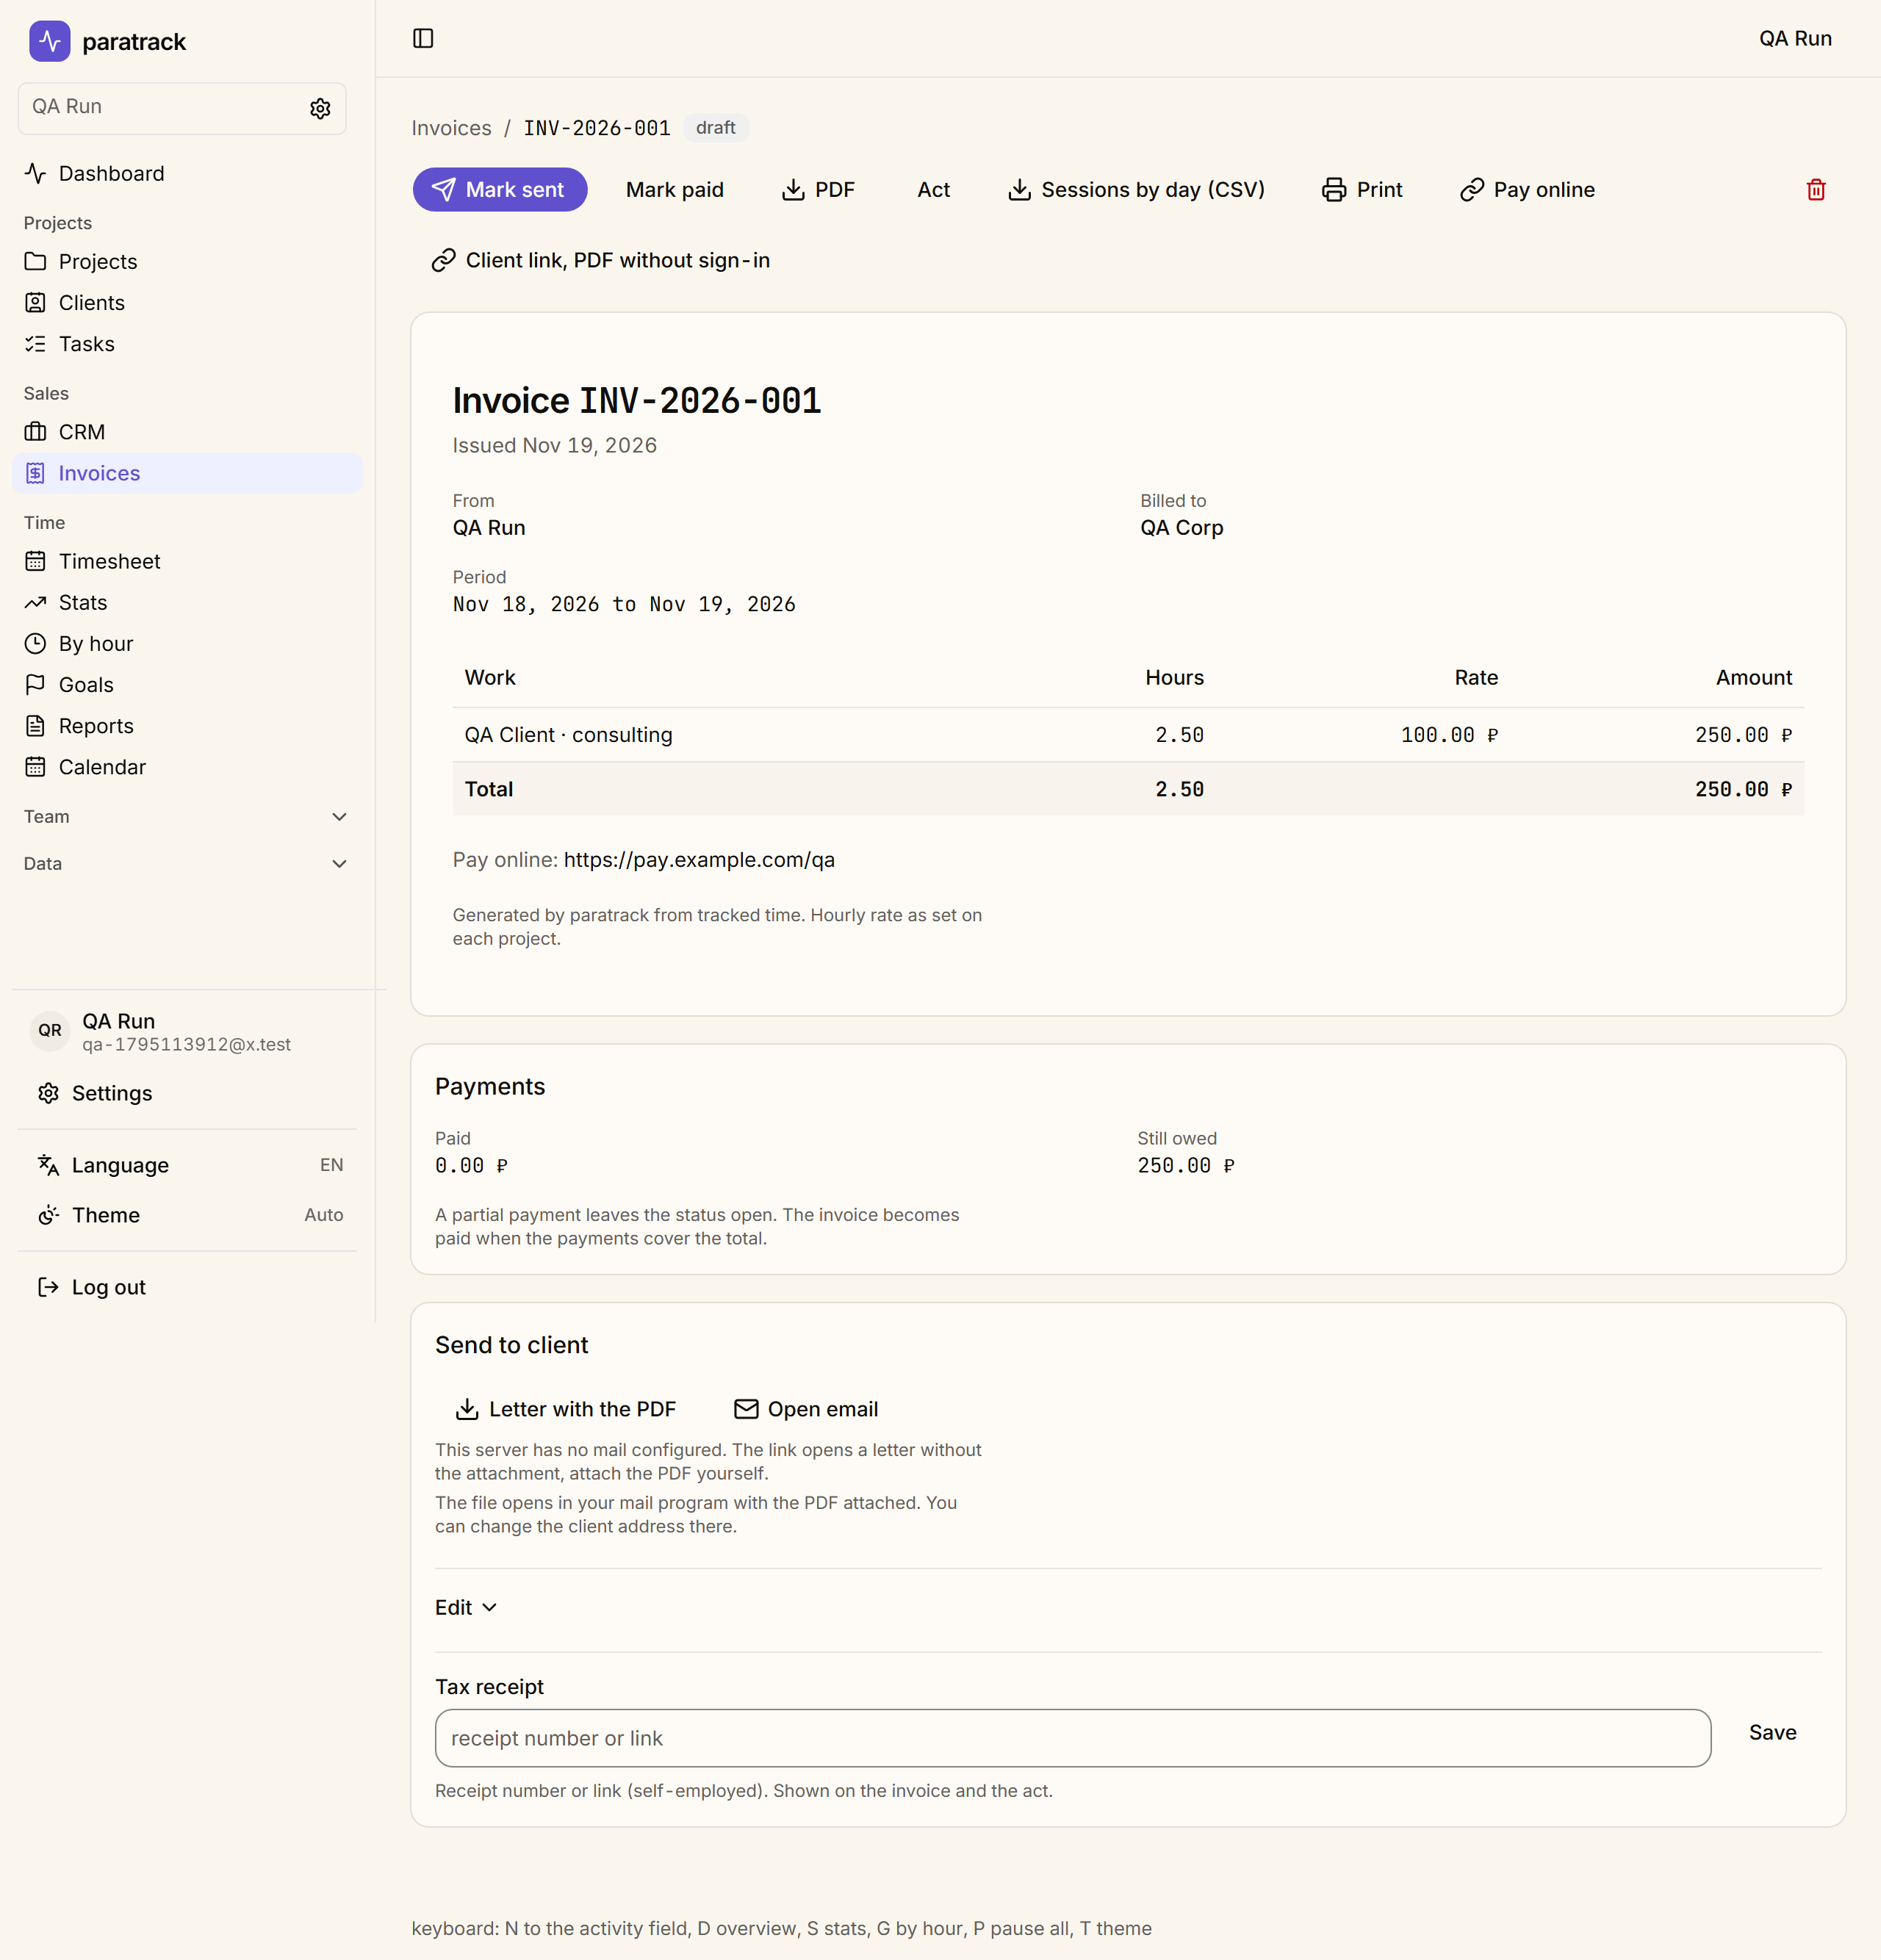 paratrack
QA Run
Dashboard
Projects
Projects
Clients
Tasks
Sales
CRM
Invoices
Time
Timesheet
Stats
By hour
Goals
Reports
Calendar
Team
Data
QR
QA Run
qa-1795113912@x.test
Settings
Language EN
Theme Auto
Log out
QA Run
Invoices / INV-2026-001 draft
Mark sent Mark paid PDF Act Sessions by day (CSV) Print Pay online
Client link, PDF without sign-in
Invoice INV-2026-001
Issued Nov 19, 2026
From Billed to
QA Run QA Corp
Period
Nov 18, 2026 to Nov 19, 2026
Work Hours Rate Amount
QA Client · consulting 2.50 100.00 ₽ 250.00 ₽
Total 2.50 250.00 ₽
Pay online: https://pay.example.com/qa
Generated by paratrack from tracked time. Hourly rate as set on
each project.
Payments
Paid Still owed
0.00 ₽ 250.00 ₽
A partial payment leaves the status open. The invoice becomes
paid when the payments cover the total.
Send to client
Letter with the PDF Open email
This server has no mail configured. The link opens a letter without
the attachment, attach the PDF yourself.
The file opens in your mail program with the PDF attached. You
can change the client address there.
Edit
Tax receipt
receipt number or link Save
Receipt number or link (self-employed). Shown on the invoice and the act.
keyboard: N to the activity field, D overview, S stats, G by hour, P pause all, T theme